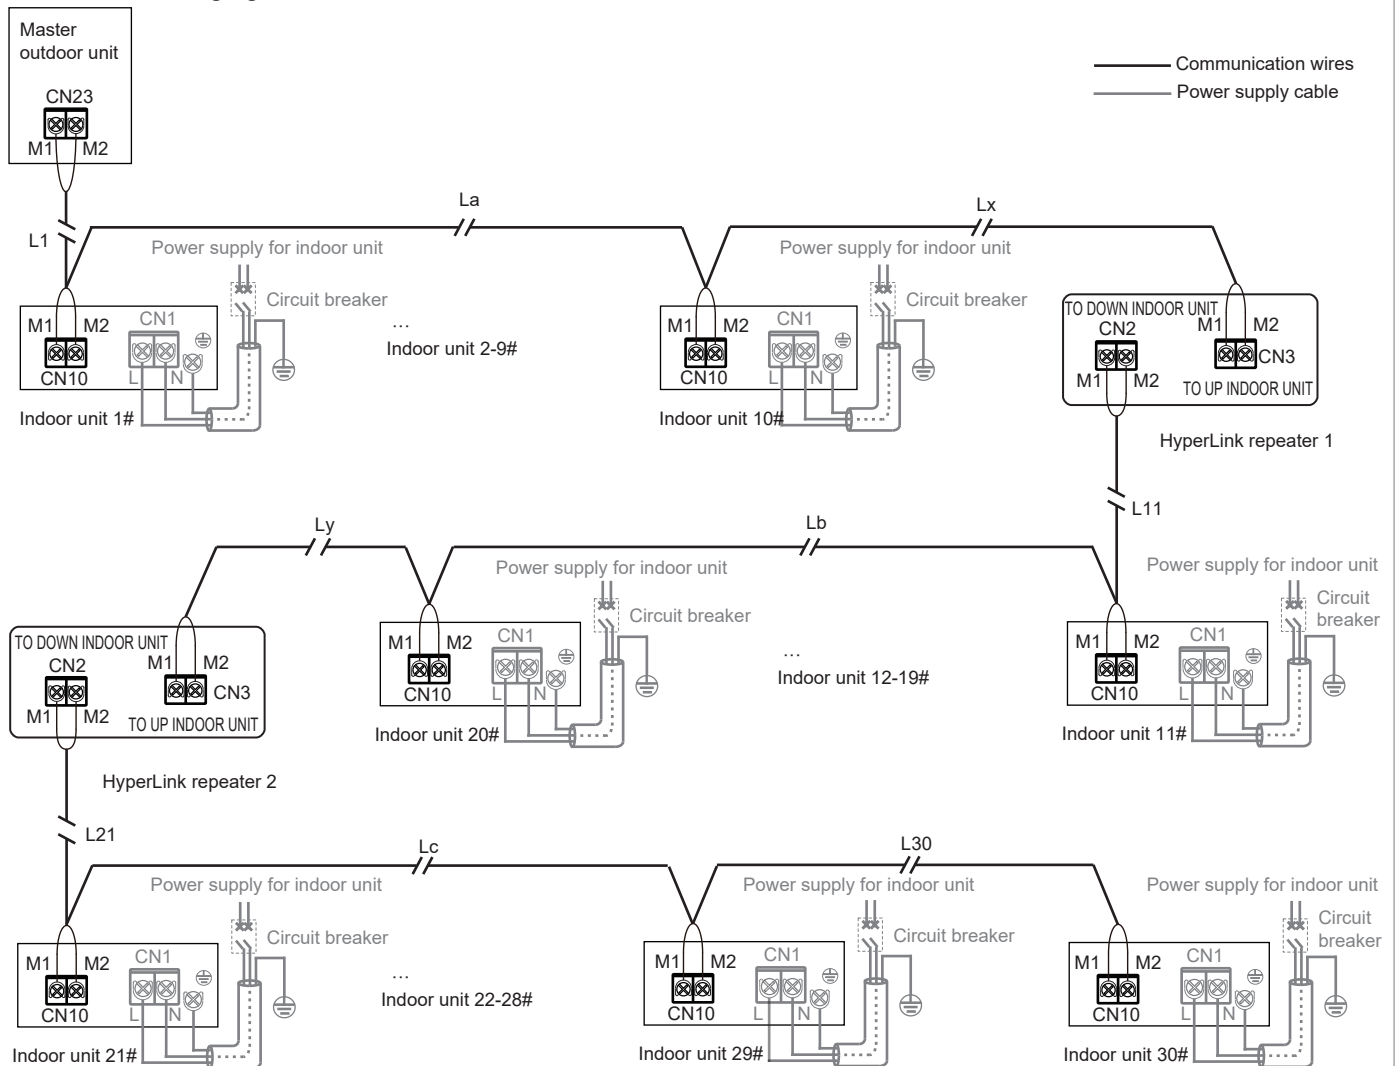 Master
outdoor unit
CN23
M1 M2
Communication wires
Power supply cable
L1
La
Lx
Power supply for indoor unit
Circuit breaker
M1 M2 CN1
CN10 L N
Indoor unit 1#
...
Indoor unit 2-9#
Power supply for indoor unit
Circuit breaker
M1 M2 CN1
CN10 L N
Indoor unit 10#
TO DOWN INDOOR UNIT
CN2
M1 M2
M1 M2
CN3
TO UP INDOOR UNIT
HyperLink repeater 1
L11
Ly
Lb
TO DOWN INDOOR UNIT
CN2
M1 M2
M1 M2
CN3
TO UP INDOOR UNIT
HyperLink repeater 2
Power supply for indoor unit
Circuit breaker
M1 M2 CN1
CN10 L N
Indoor unit 20#
...
Indoor unit 12-19#
Power supply for indoor unit
Circuit
breaker
M1 M2 CN1
CN10 L N
Indoor unit 11#
L21
Lc
L30
Power supply for indoor unit
Circuit breaker
M1 M2 CN1
CN10 L N
Indoor unit 21#
...
Indoor unit 22-28#
Power supply for indoor unit
Circuit breaker
M1 M2 CN1
CN10 L N
Indoor unit 29#
Power supply for indoor unit
Circuit
breaker
M1 M2 CN1
CN10 L N
Indoor unit 30#